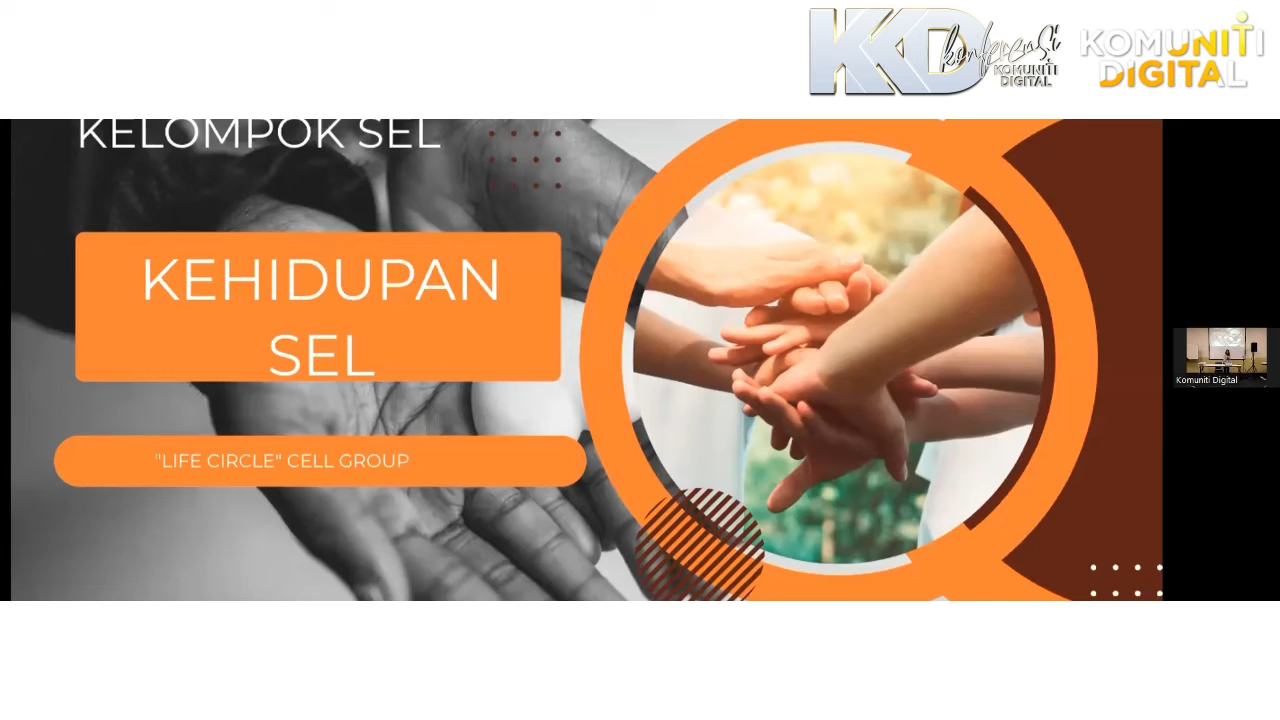 KD
konferensi
KOMUNITI
DIGITAL
KOMUNITI
DIGITAL
KELOMPOK SEL
KEHIDUPAN
SEL
"LIFE CIRCLE" CELL GROUP
Komuniti Digital